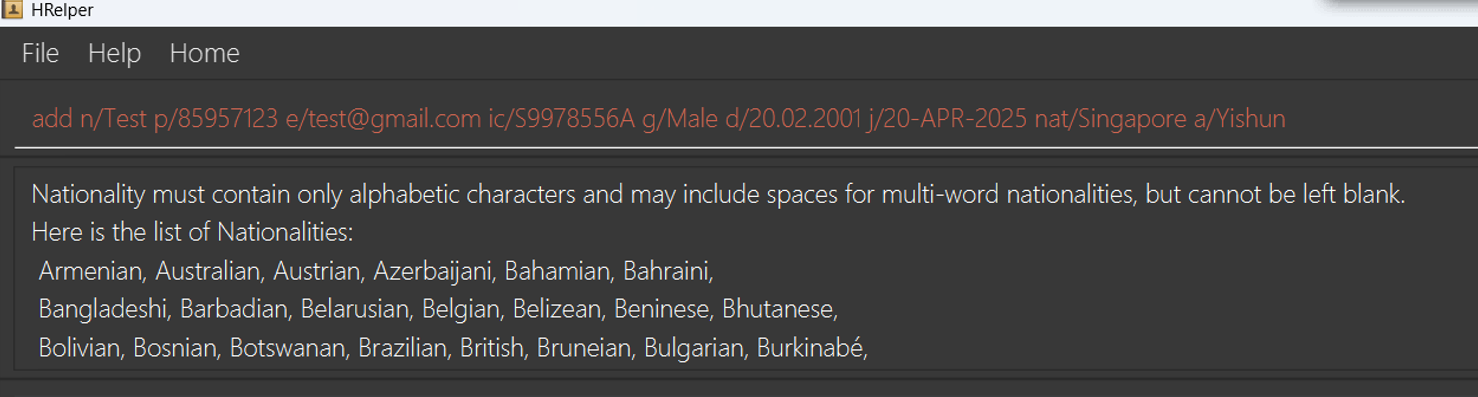 HRelper
File Help Home
add n/Test p/85957123 e/test@gmail.com ic/S9978556A g/Male d/20.02.2001 j/20-APR-2025 nat/Singapore a/Yishun
Nationality must contain only alphabetic characters and may include spaces for multi-word nationalities, but cannot be left blank.
Here is the list of Nationalities:
Armenian, Australian, Austrian, Azerbaijani, Bahamian, Bahraini,
Bangladeshi, Barbadian, Belarusian, Belgian, Belizean, Beninese, Bhutanese,
Bolivian, Bosnian, Botswanan, Brazilian, British, Bruneian, Bulgarian, Burkinabé,